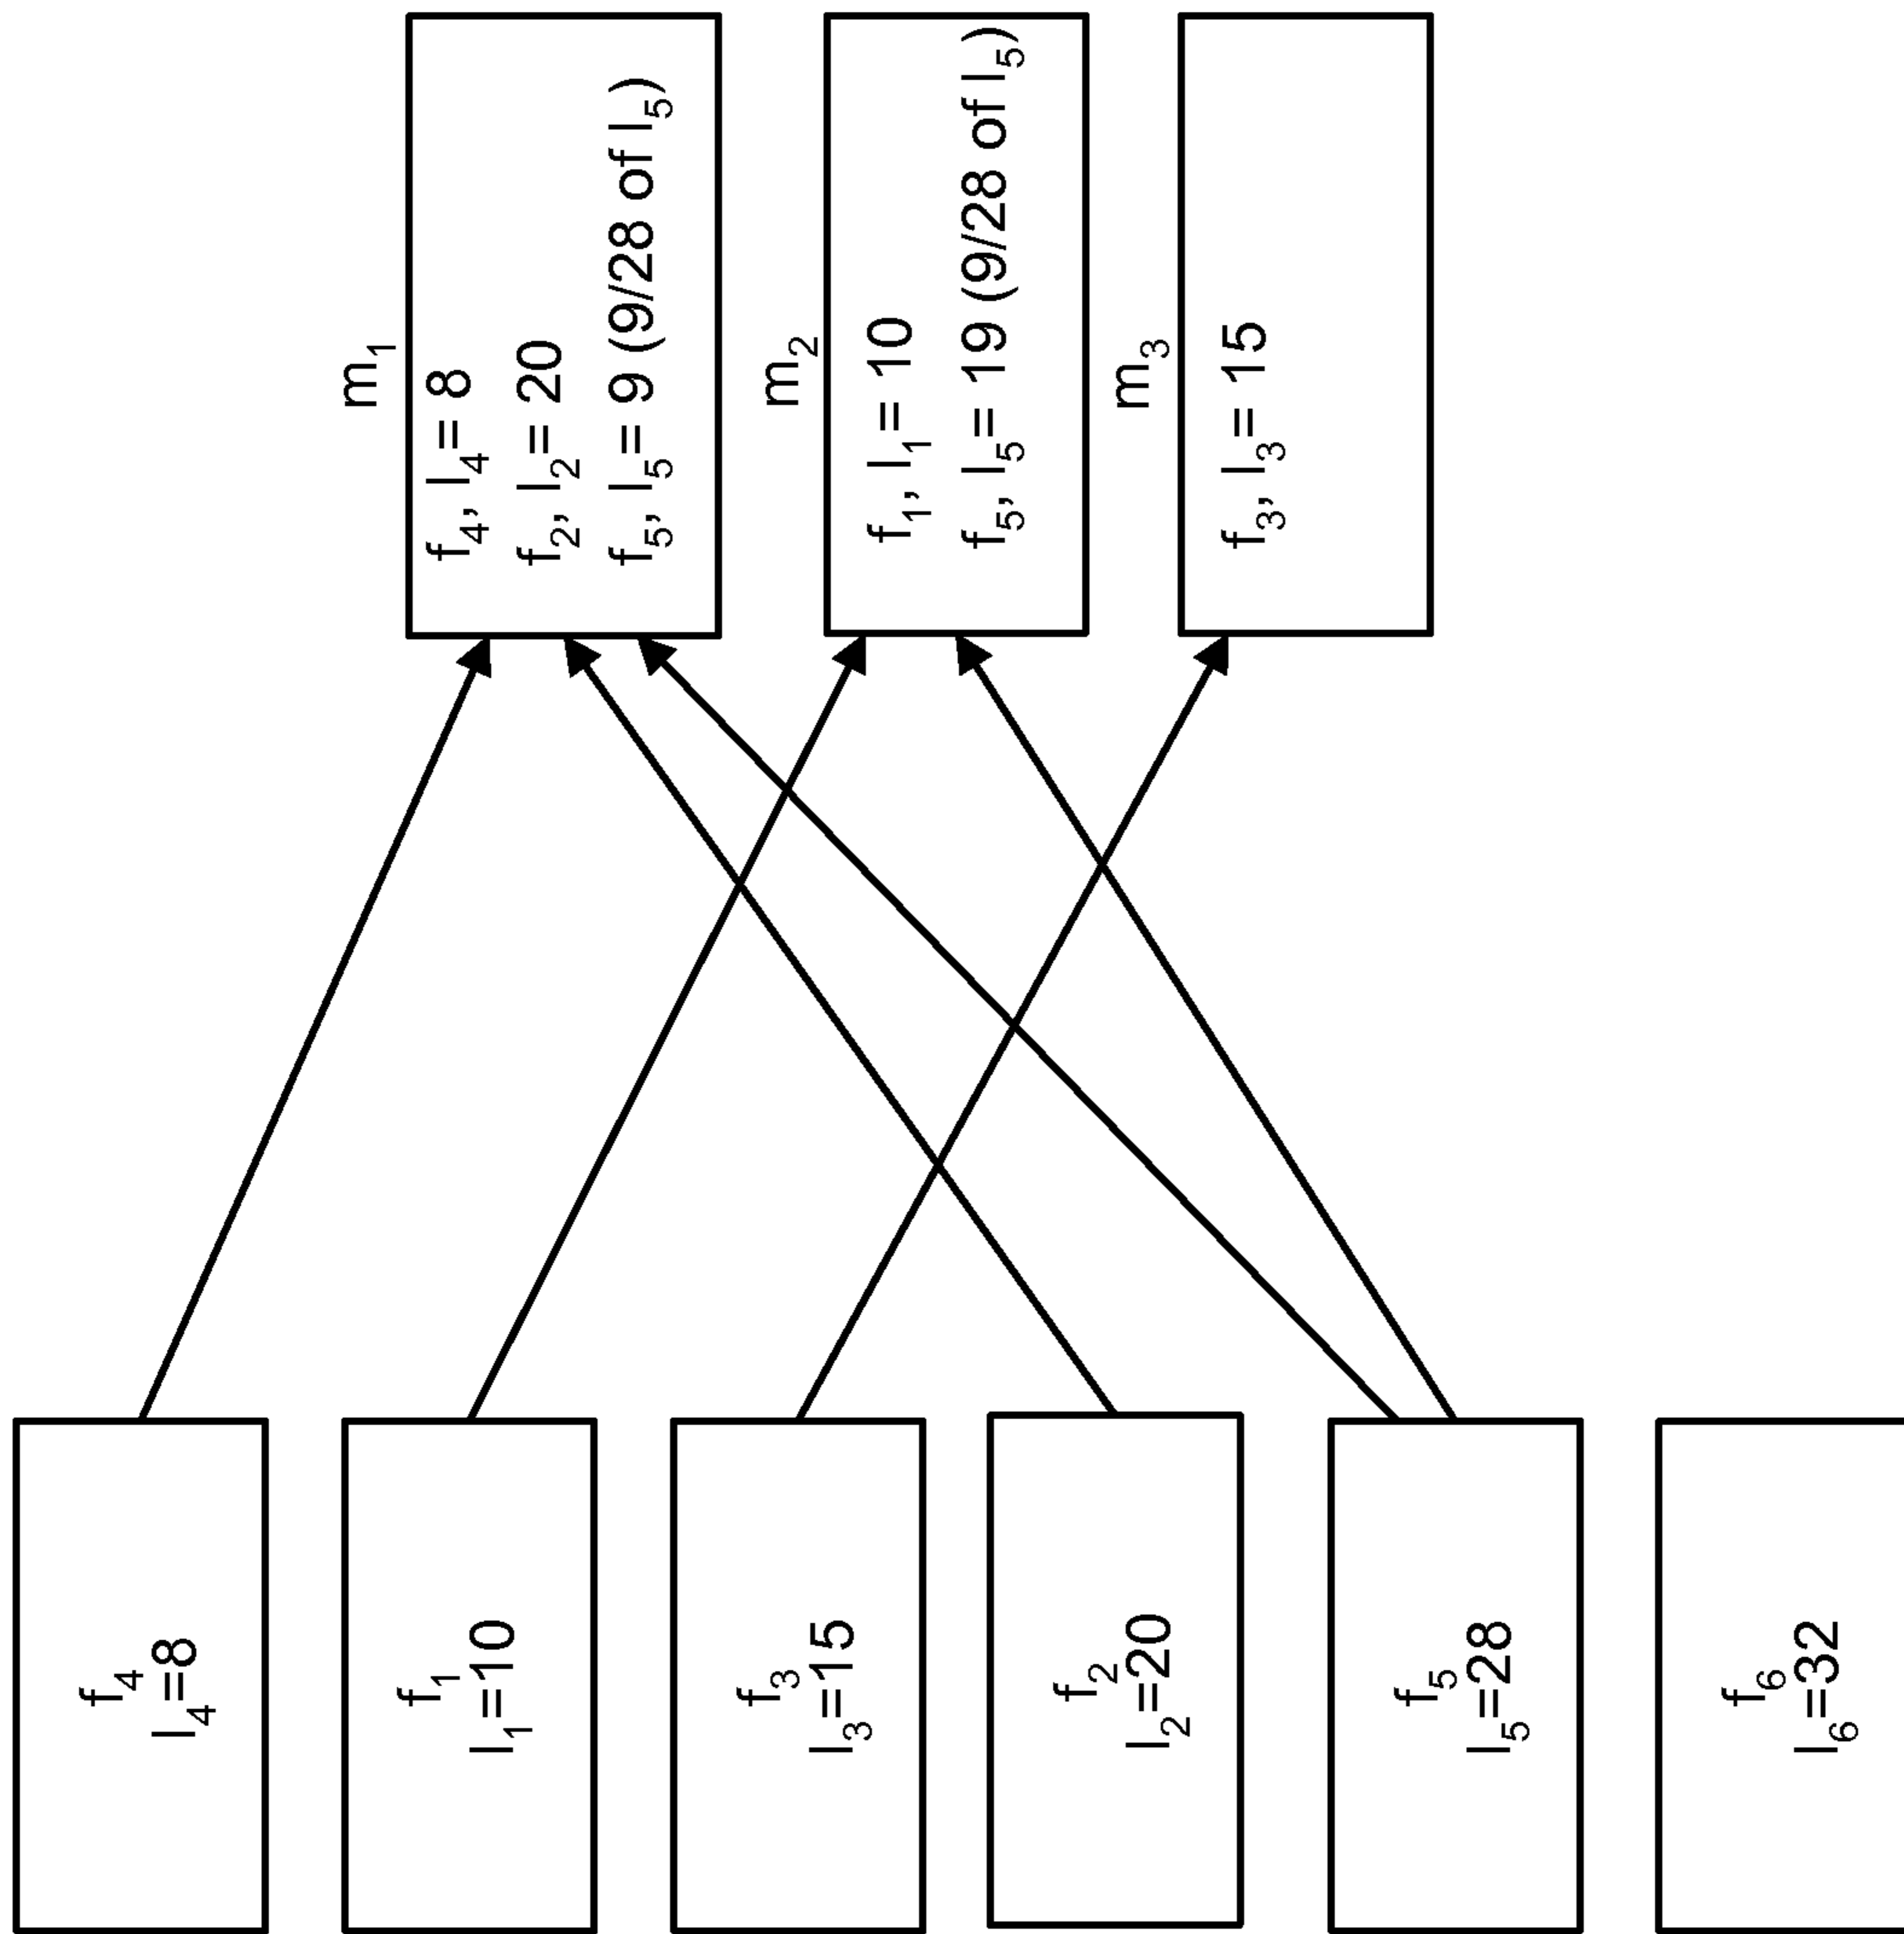 m₁
f₄, l₄= 8
f₂, l₂= 20
f₅, l₅= 9 (9/28 of l₅)
m₂
f₁, l₁= 10
f₅, l₅= 19 (9/28 of l₅)
m₃
f₃, l₃= 15
f₄
l₄=8
f₁
l₁=10
f₃
l₃=15
f₂
l₂=20
f₅
l₅=28
f₆
l₆=32